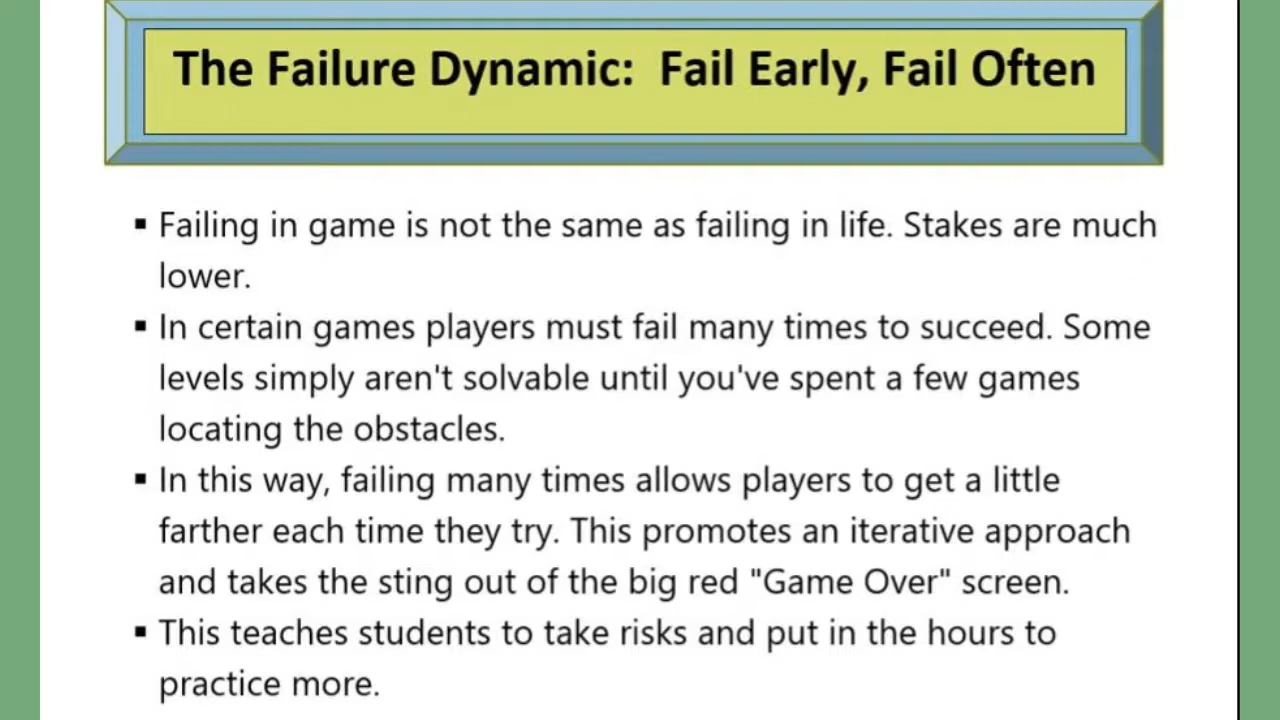 The Failure Dynamic:  Fail Early, Fail Often
▪ Failing in game is not the same as failing in life. Stakes are much
lower.
▪ In certain games players must fail many times to succeed. Some
levels simply aren't solvable until you've spent a few games
locating the obstacles.
▪ In this way, failing many times allows players to get a little
farther each time they try. This promotes an iterative approach
and takes the sting out of the big red "Game Over" screen.
▪ This teaches students to take risks and put in the hours to
practice more.